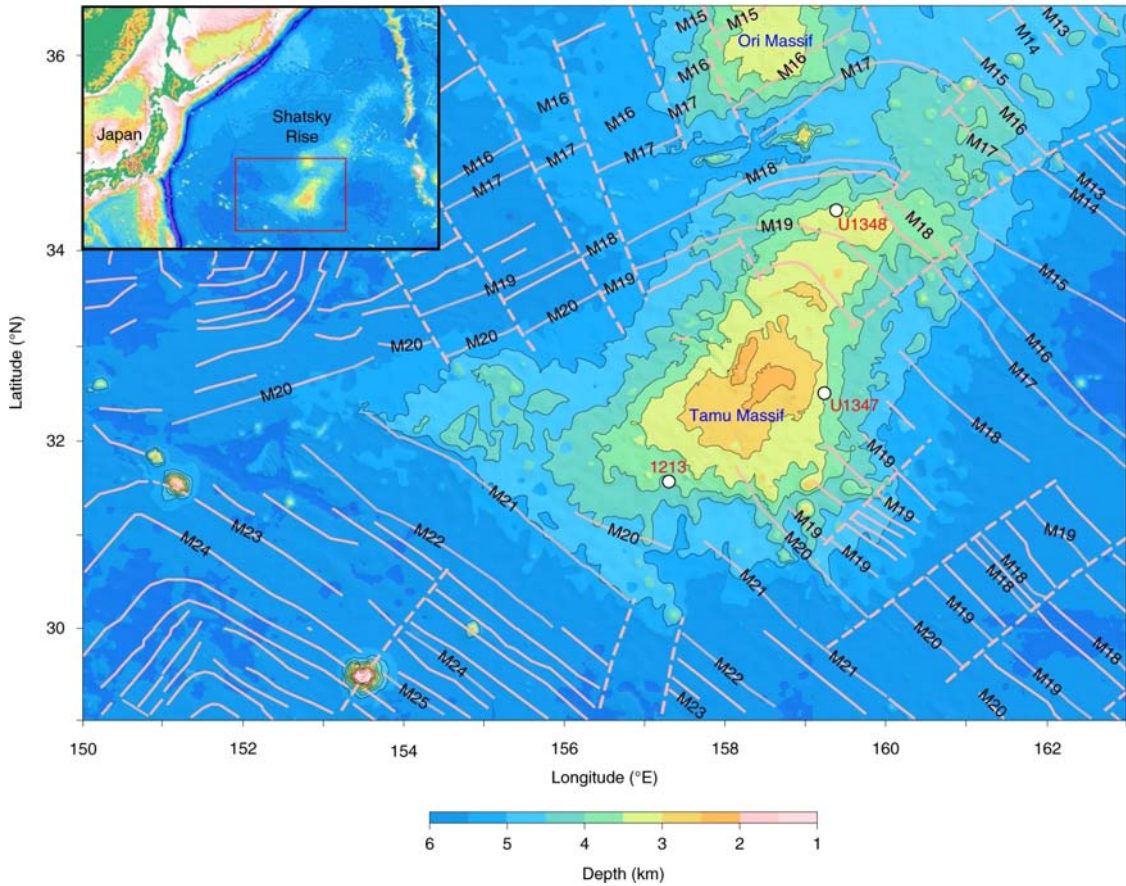 36
34
32
30
Latitude (°N)
150
152
154
156
158
160
162
Longitude (°E)
Japan
Shatsky
Rise
M15
M15
Ori Massif
M13
M14
M16
M16
M17
M15
M16
M16
M17
M16
M17
M16
M17
M17
M18
M13
M14
M19
U1348
M18
M18
M19
M19
M15
M20
M20
M20
M20
M16
M17
Tamu Massif
U1347
M18
1213
M19
M21
M22
M20
M19
M19
M20
M19
M19
M23
M24
M21
M18
M18
M19
M20
M21
M18
M24
M25
M22
M23
M19
M20
6
5
4
3
2
1
Depth (km)